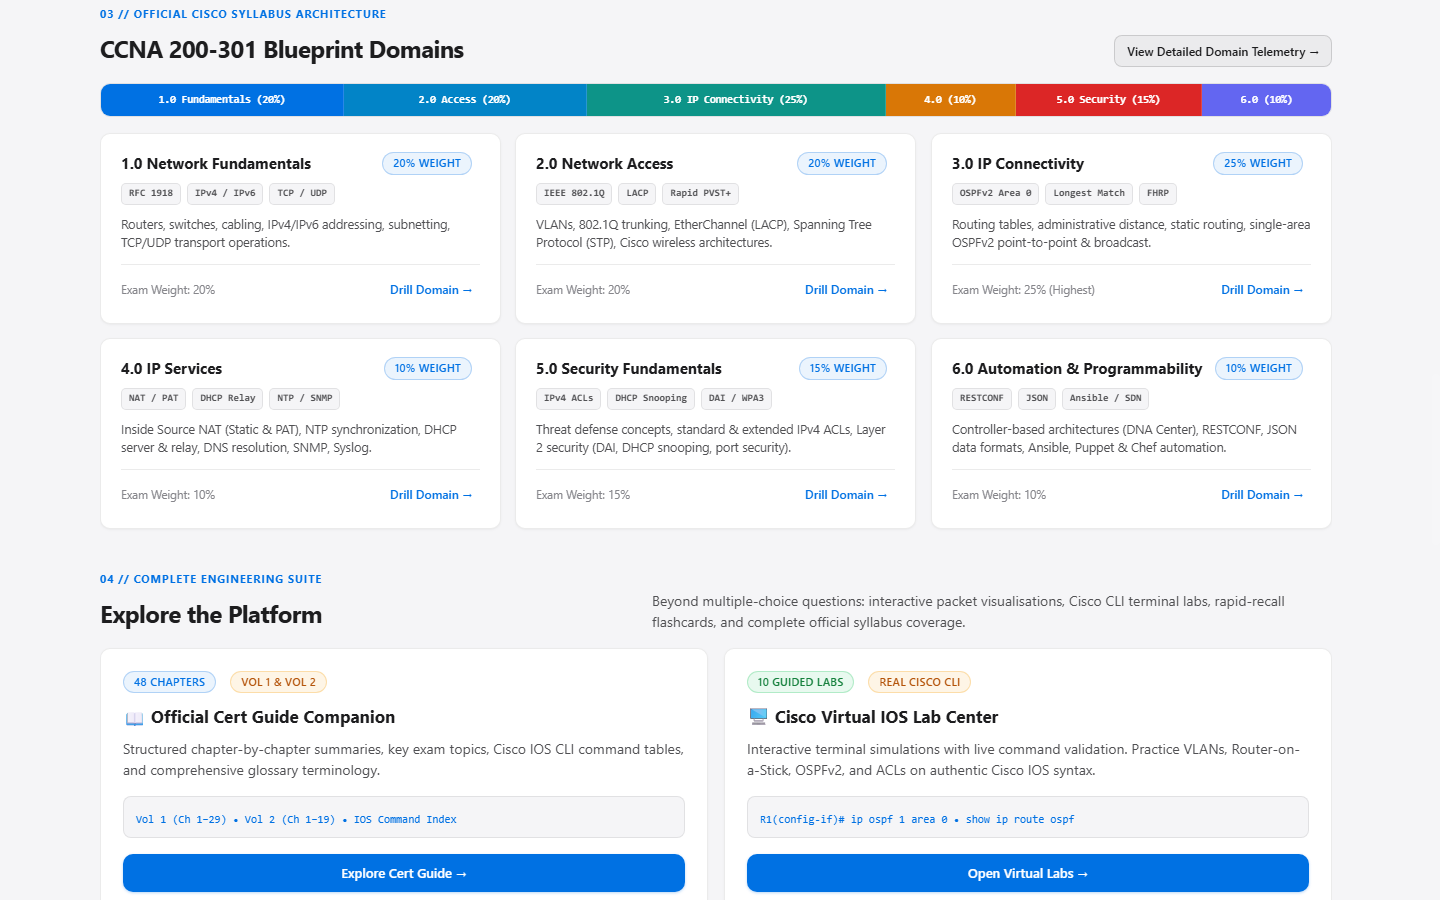 03 // OFFICIAL CISCO SYLLABUS ARCHITECTURE
CCNA 200-301 Blueprint Domains
View Detailed Domain Telemetry →
1.0 Fundamentals (20%)
2.0 Access (20%)
3.0 IP Connectivity (25%)
4.0 (10%)
5.0 Security (15%)
6.0 (10%)
1.0 Network Fundamentals
20% WEIGHT
RFC 1918
IPv4 / IPv6
TCP / UDP
Routers, switches, cabling, IPv4/IPv6 addressing, subnetting,
TCP/UDP transport operations.
Exam Weight: 20%
Drill Domain →
2.0 Network Access
20% WEIGHT
IEEE 802.1Q
LACP
Rapid PVST+
VLANs, 802.1Q trunking, EtherChannel (LACP), Spanning Tree
Protocol (STP), Cisco wireless architectures.
Exam Weight: 20%
Drill Domain →
3.0 IP Connectivity
25% WEIGHT
OSPFv2 Area 0
Longest Match
FHRP
Routing tables, administrative distance, static routing, single-area
OSPFv2 point-to-point & broadcast.
Exam Weight: 25% (Highest)
Drill Domain →
4.0 IP Services
10% WEIGHT
NAT / PAT
DHCP Relay
NTP / SNMP
Inside Source NAT (Static & PAT), NTP synchronization, DHCP
server & relay, DNS resolution, SNMP, Syslog.
Exam Weight: 10%
Drill Domain →
5.0 Security Fundamentals
15% WEIGHT
IPv4 ACLs
DHCP Snooping
DAI / WPA3
Threat defense concepts, standard & extended IPv4 ACLs, Layer
2 security (DAI, DHCP snooping, port security).
Exam Weight: 15%
Drill Domain →
6.0 Automation & Programmability
10% WEIGHT
RESTCONF
JSON
Ansible / SDN
Controller-based architectures (DNA Center), RESTCONF, JSON
data formats, Ansible, Puppet & Chef automation.
Exam Weight: 10%
Drill Domain →
04 // COMPLETE ENGINEERING SUITE
Explore the Platform
Beyond multiple-choice questions: interactive packet visualisations, Cisco CLI terminal labs, rapid-recall
flashcards, and complete official syllabus coverage.
48 CHAPTERS
VOL 1 & VOL 2
Official Cert Guide Companion
Structured chapter-by-chapter summaries, key exam topics, Cisco IOS CLI command tables,
and comprehensive glossary terminology.
Vol 1 (Ch 1–29) • Vol 2 (Ch 1–19) • IOS Command Index
Explore Cert Guide →
10 GUIDED LABS
REAL CISCO CLI
Cisco Virtual IOS Lab Center
Interactive terminal simulations with live command validation. Practice VLANs, Router-on-
a-Stick, OSPFv2, and ACLs on authentic Cisco IOS syntax.
R1(config-if)# ip ospf 1 area 0 • show ip route ospf
Open Virtual Labs →